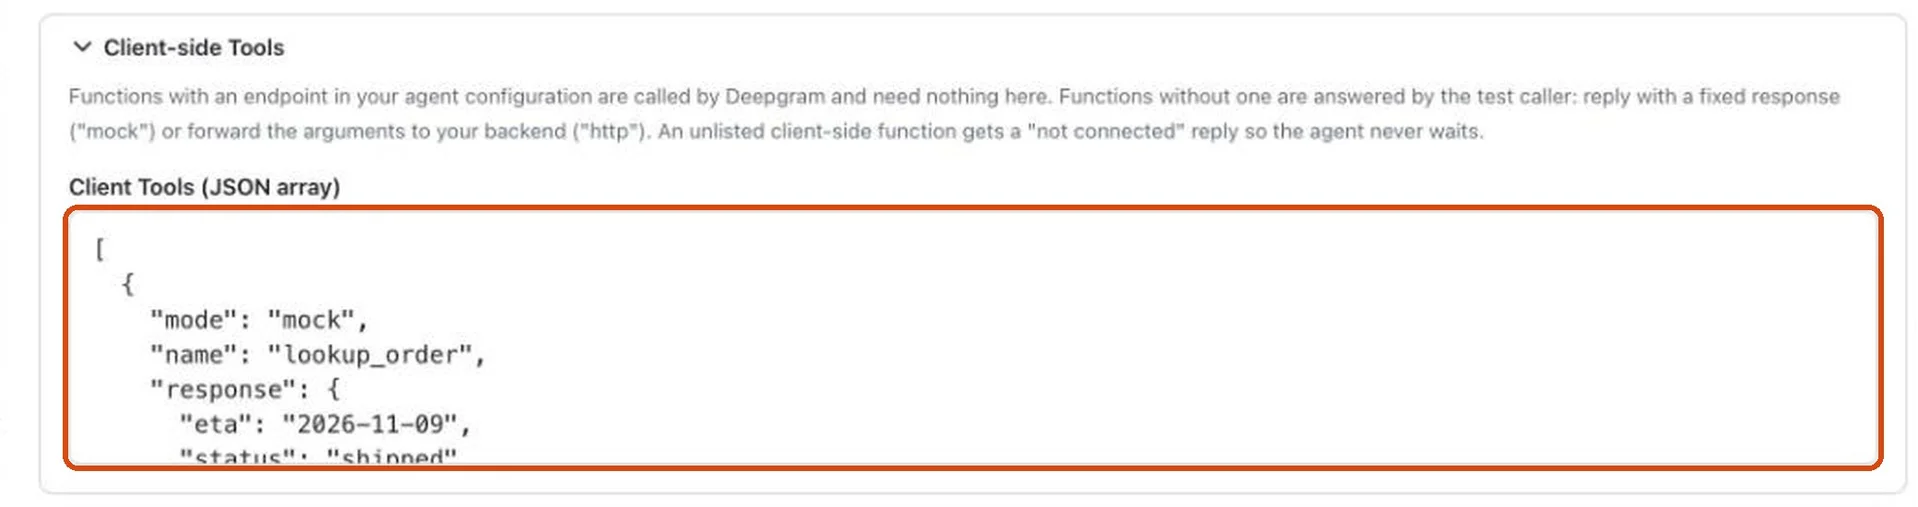 Client-side Tools
Functions with an endpoint in your agent configuration are called by Deepgram and need nothing here. Functions without one are answered by the test caller: reply with a fixed response
("mock") or forward the arguments to your backend ("http"). An unlisted client-side function gets a "not connected" reply so the agent never waits.
Client Tools (JSON array)
[
  {
    "mode": "mock",
    "name": "lookup_order",
    "response": {
      "eta": "2026-11-09",
      "status": "shipped"